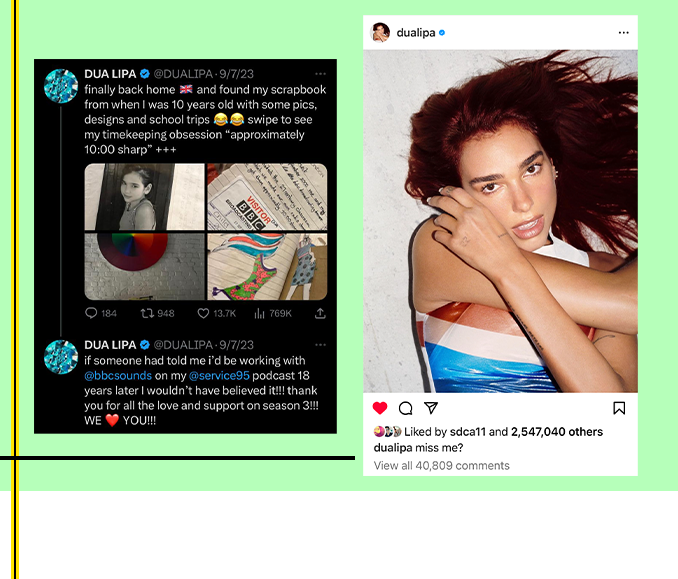 DUA LIPA @DUALIPA · 9/7/23
finally back home 🇬🇧 and found my scrapbook
from when I was 10 years old with some pics,
designs and school trips 😂😂 swipe to see
my timekeeping obsession “approximately
10:00 sharp” +++
VISITOR
BBC
BROADCASTING
184 948 13.7K 769K
DUA LIPA @DUALIPA · 9/7/23
if someone had told me i’d be working with
@bbcsounds on my @service95 podcast 18
years later I wouldn’t have believed it!!! thank
you for all the love and support on season 3!!!
WE ❤️ YOU!!!
dualipa
Liked by sdca11 and 2,547,040 others
dualipa miss me?
View all 40,809 comments